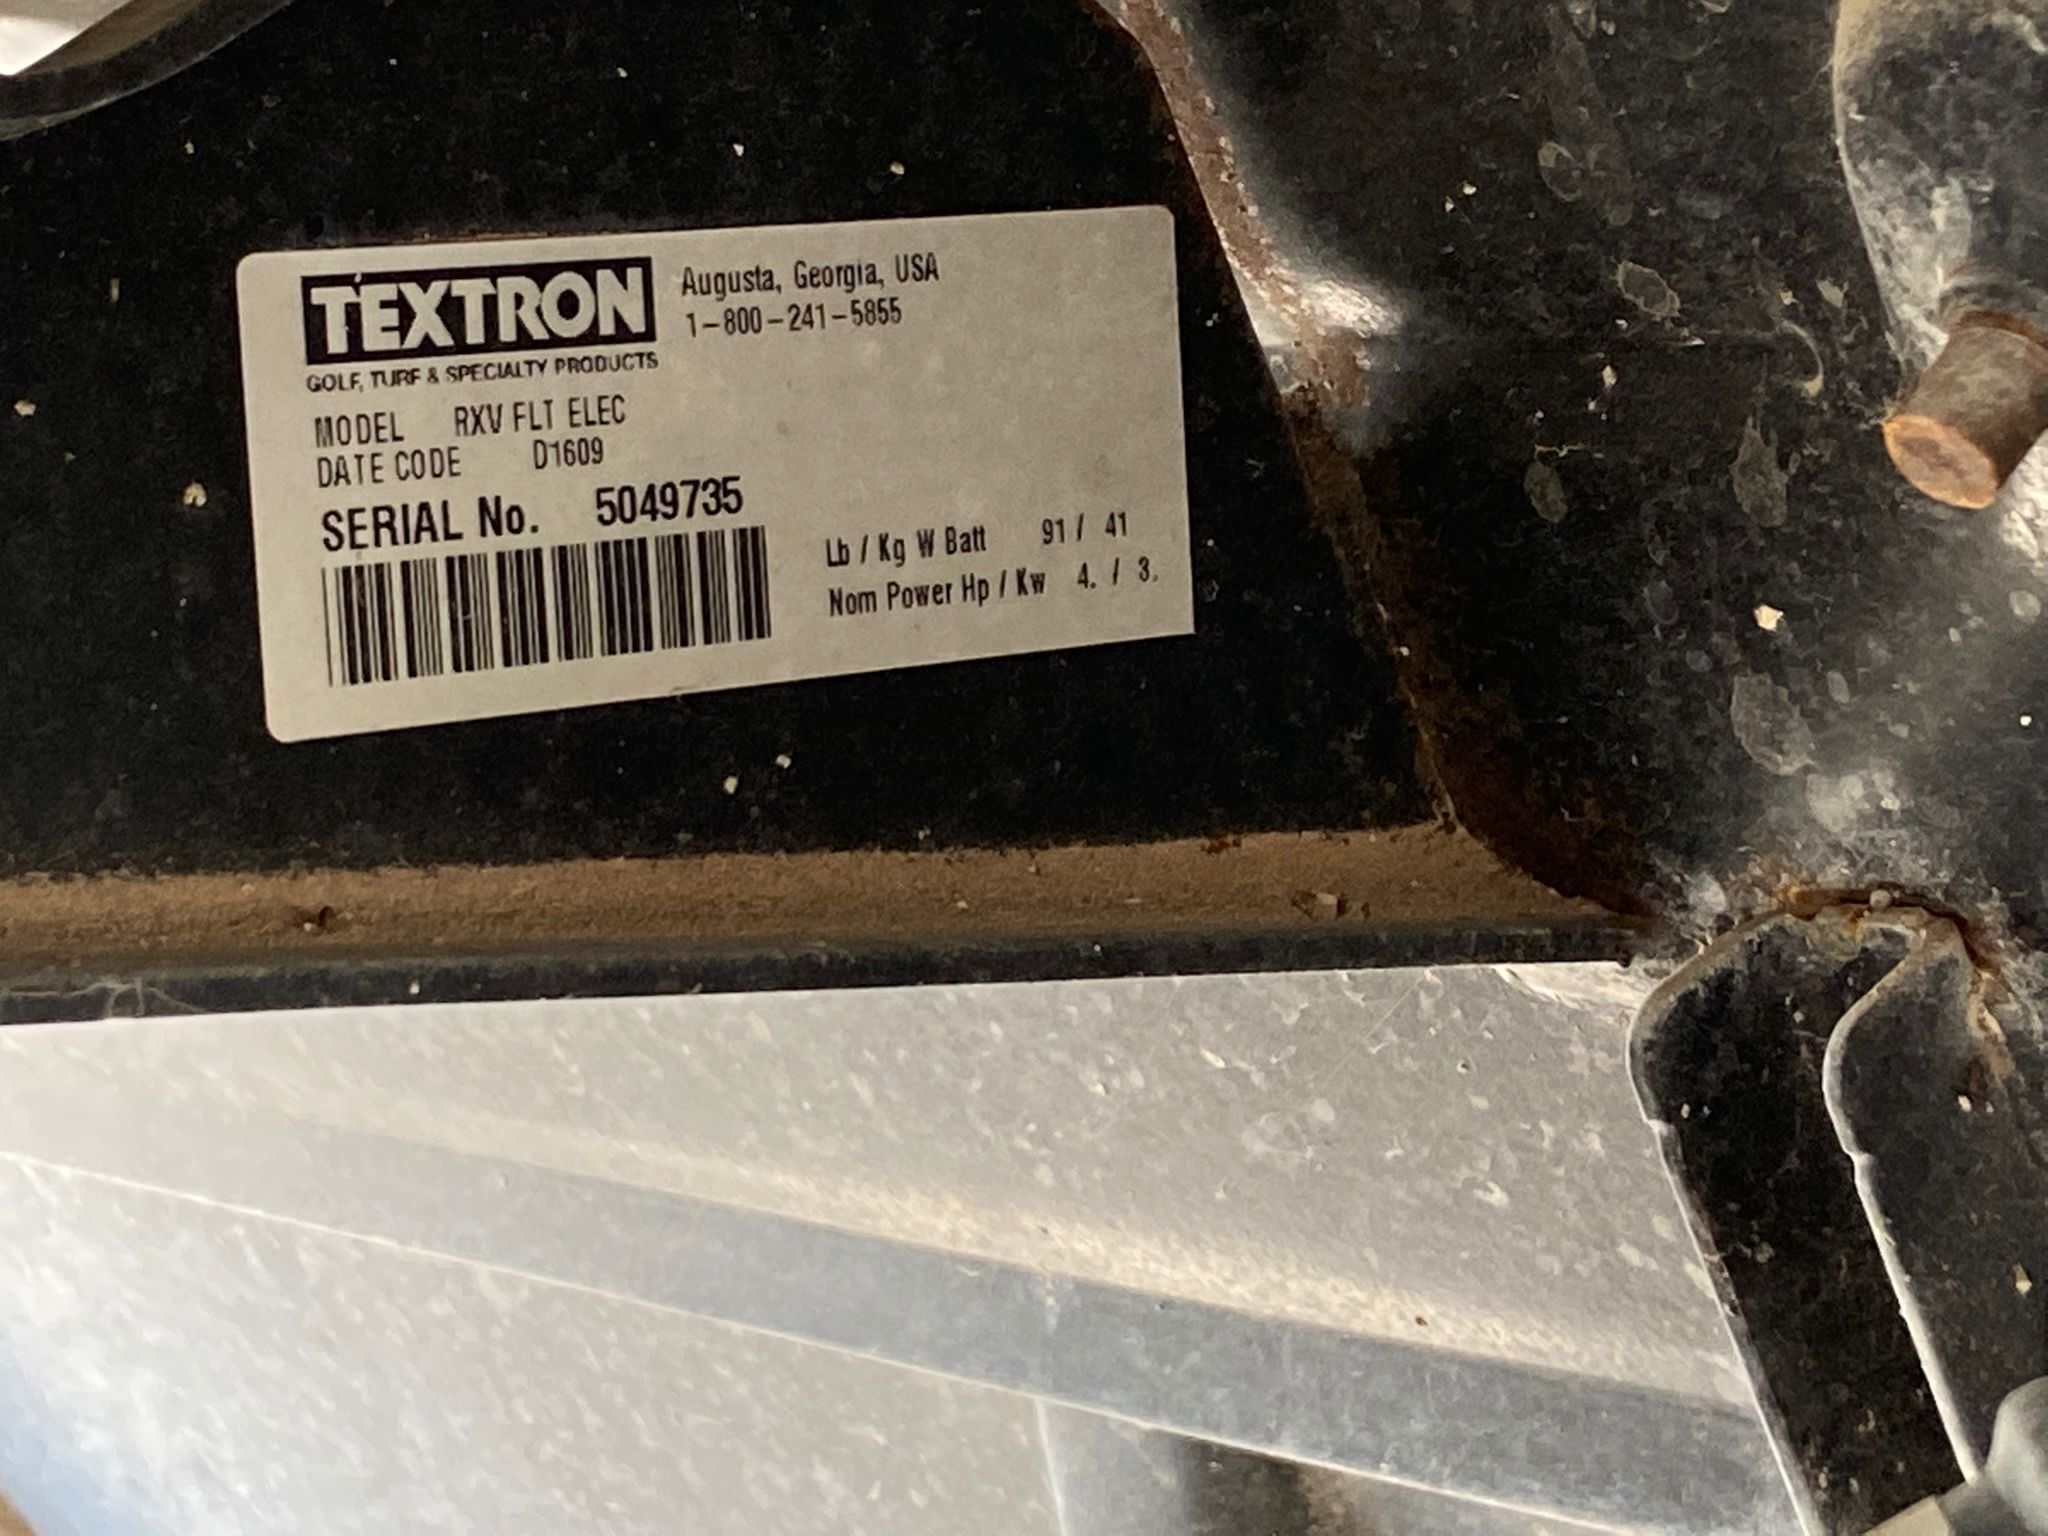 TEXTRON
GOLF, TURF & SPECIALTY PRODUCTS
Augusta, Georgia, USA
1-800-241-5855
MODEL RXV FLT ELEC
DATE CODE D1609
SERIAL No. 5049735
Lb / Kg W Batt 91 / 41
Nom Power Hp / Kw 4. / 3.